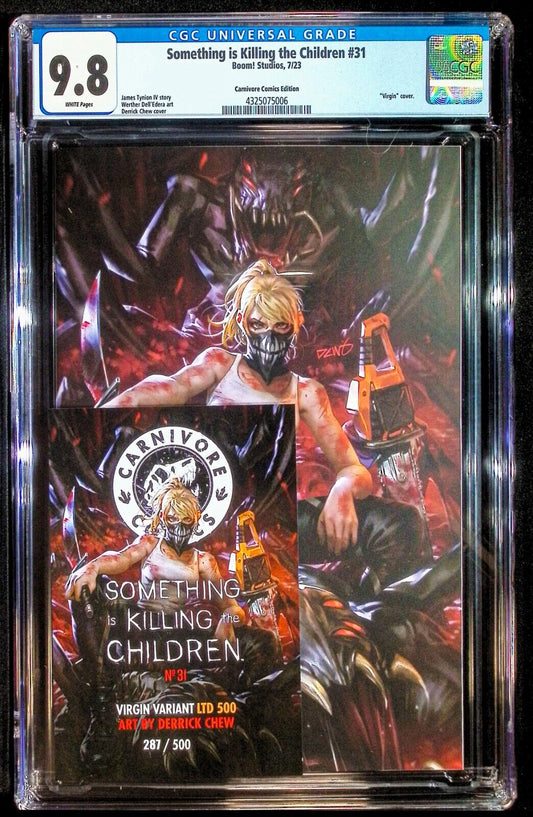 CGC UNIVERSAL GRADE
9.8
WHITE Pages
Something is Killing the Children #31
Boom! Studios, 7/23
James Tynion IV story
Werther Dell'Edera art
Derrick Chew cover
Carnivore Comics Edition
4325075006
"Virgin" cover.
CGC
CARNIVORE
SOMETHING
is KILLING the
CHILDREN
Nº31
VIRGIN VARIANT LTD 500
ART BY DERRICK CHEW
287 / 500